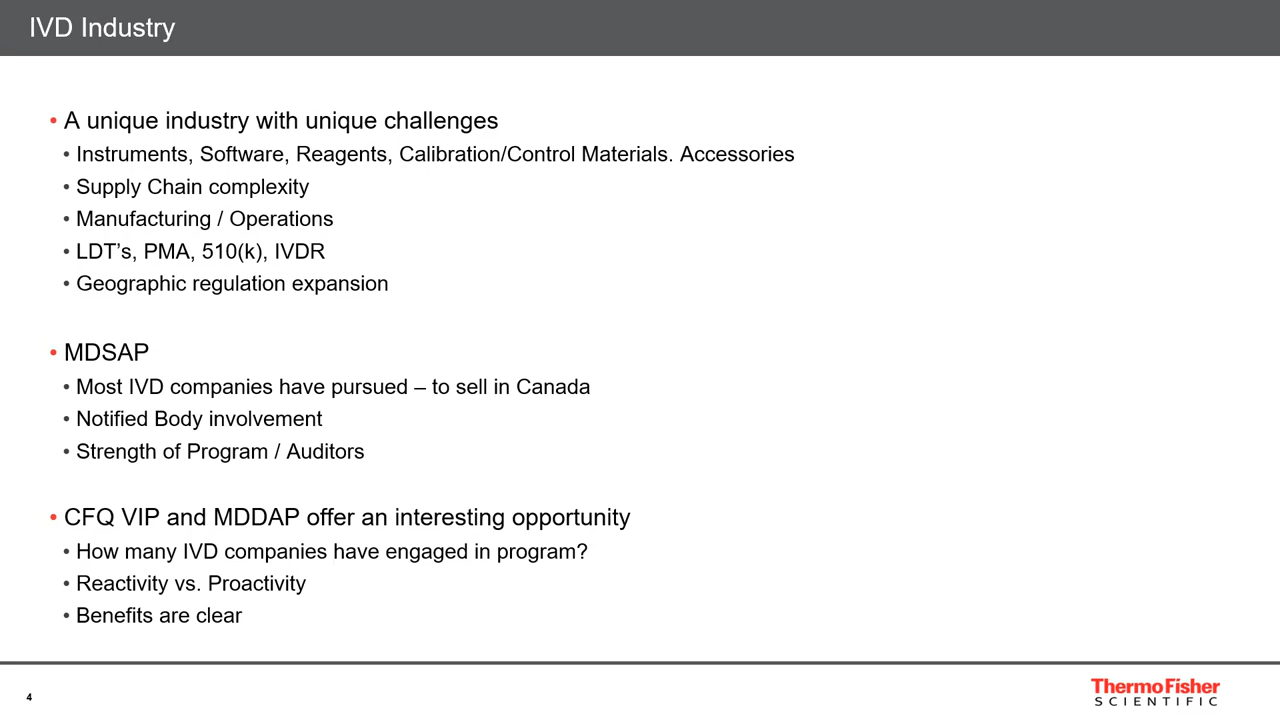 IVD Industry
• A unique industry with unique challenges
• Instruments, Software, Reagents, Calibration/Control Materials. Accessories
• Supply Chain complexity
• Manufacturing / Operations
• LDT's, PMA, 510(k), IVDR
• Geographic regulation expansion
• MDSAP
• Most IVD companies have pursued – to sell in Canada
• Notified Body involvement
• Strength of Program / Auditors
• CFQ VIP and MDDAP offer an interesting opportunity
• How many IVD companies have engaged in program?
• Reactivity vs. Proactivity
• Benefits are clear
4
ThermoFisher
SCIENTIFIC